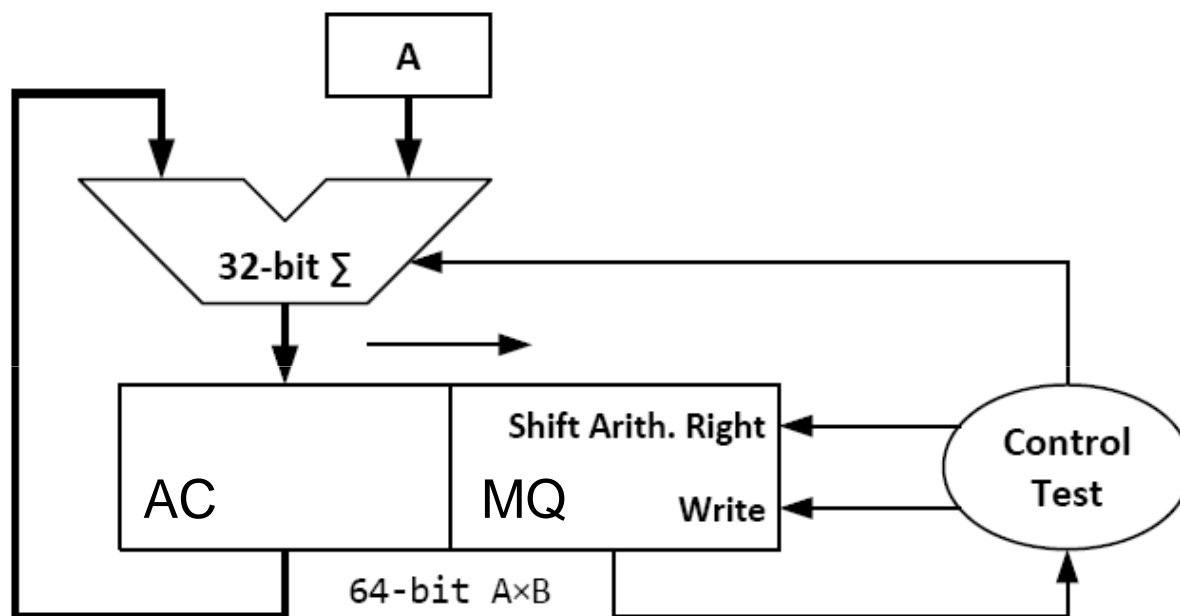 A
32-bit ∑
Shift Arith. Right
AC
MQ
Write
Control
Test
64-bit A×B